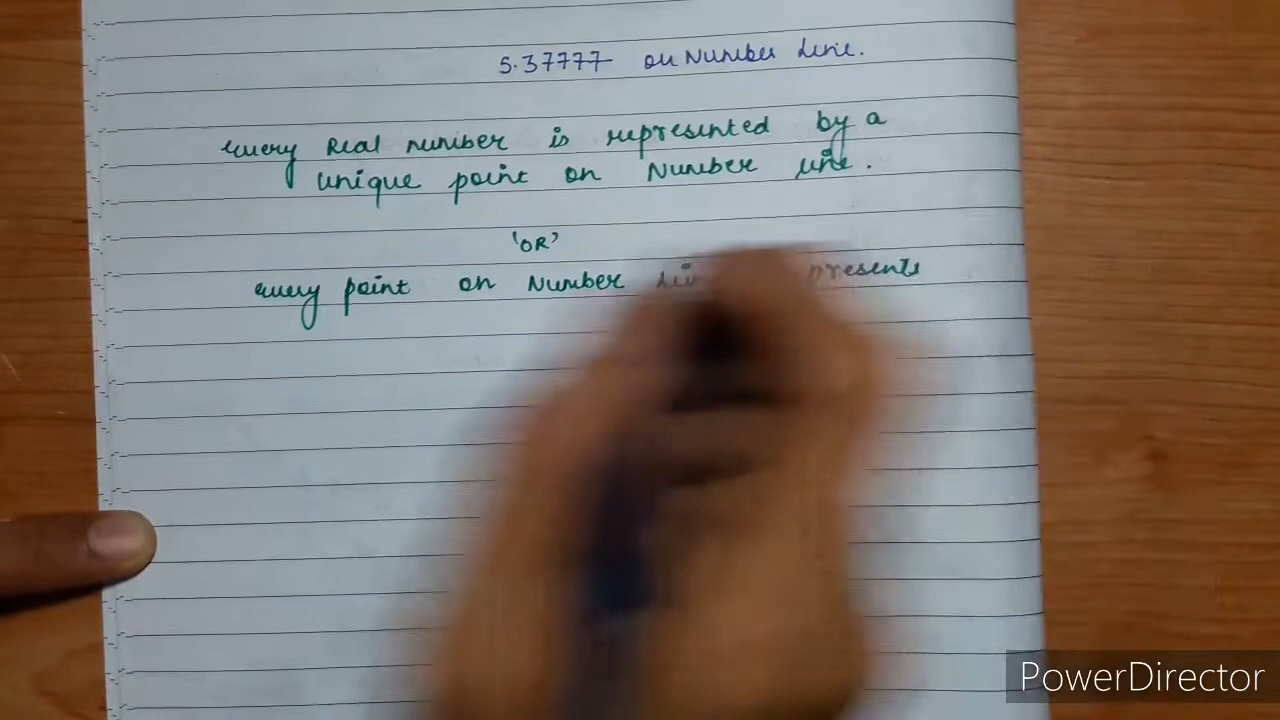 5.37777 on Number Line.
every Real number is represented by a
unique point on Number line.
'OR'
every point on Number
PowerDirector